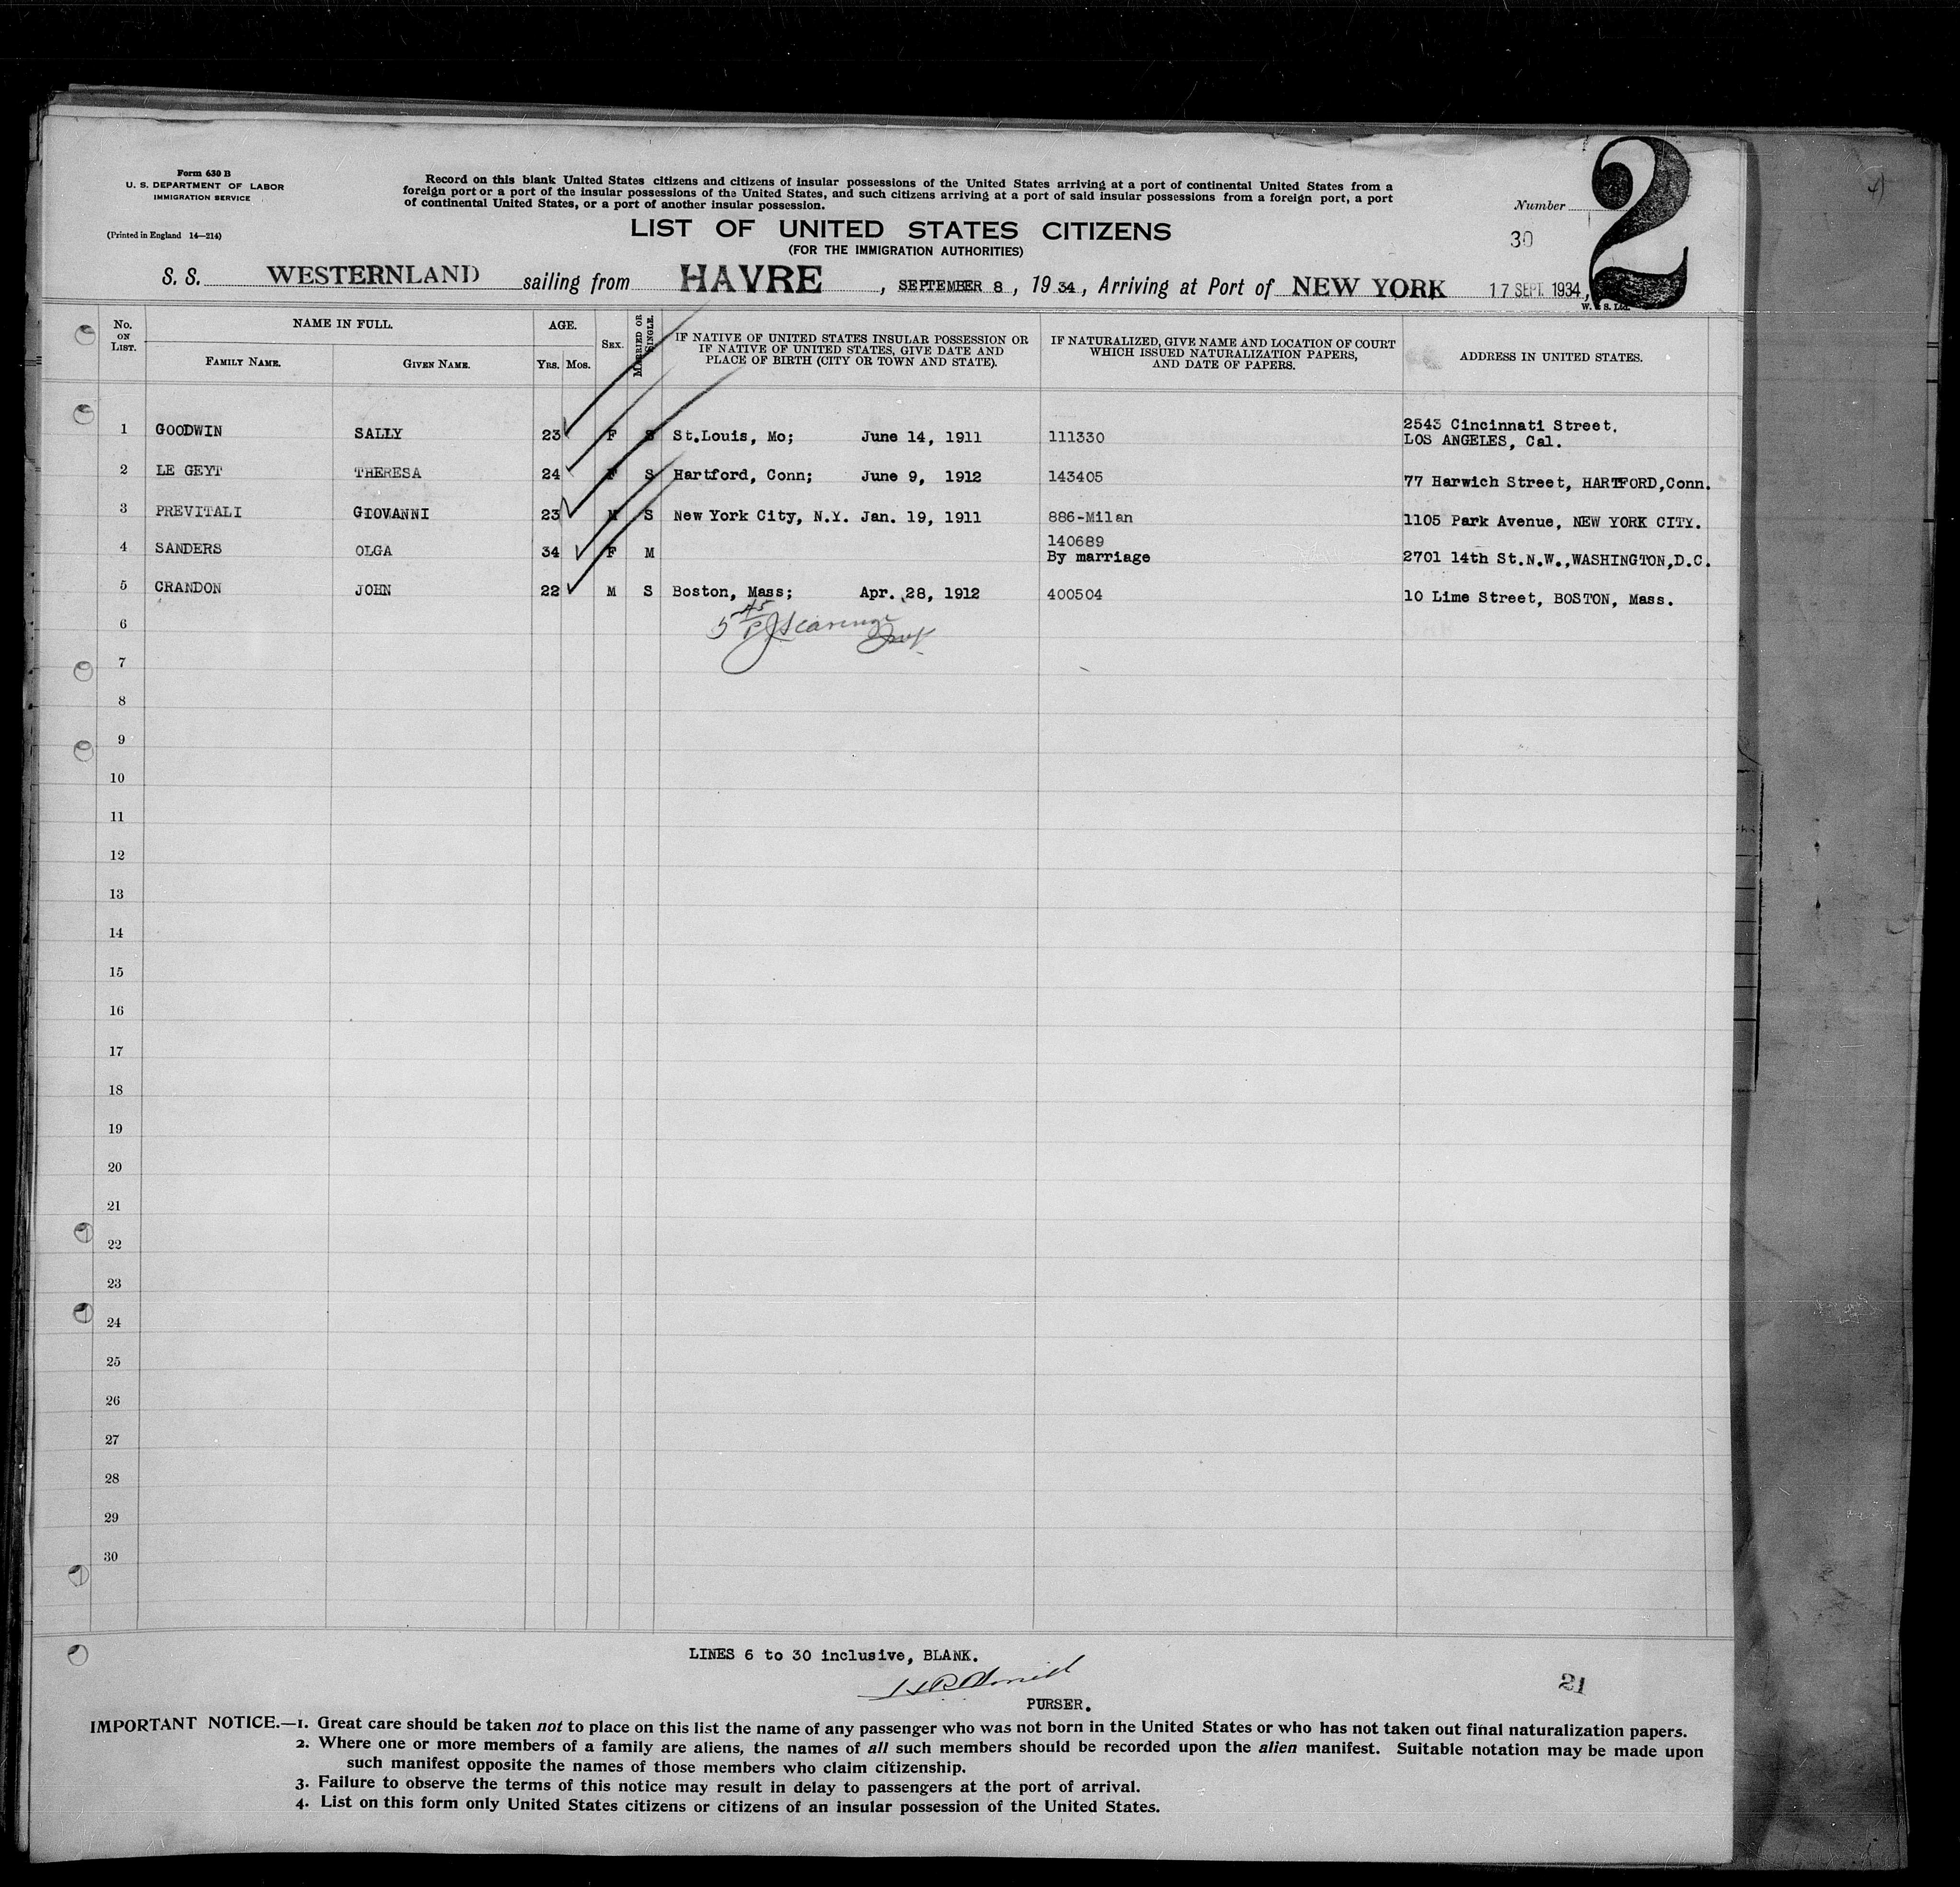 Form 630 B
U. S. DEPARTMENT OF LABOR
IMMIGRATION SERVICE
(Printed in England 14—214)
Record on this blank United States citizens and citizens of insular possessions of the United States arriving at a port of continental United States from a
foreign port or a port of the insular possessions of the United States, and such citizens arriving at a port of said insular possessions from a foreign port, a port
of continental United States, or a port of another insular possession.
LIST OF UNITED STATES CITIZENS
(FOR THE IMMIGRATION AUTHORITIES)
Number
2
30
S. S. WESTERNLAND sailing from HAVRE, SEPTEMBER 8, 1934, Arriving at Port of NEW YORK 17 SEPT. 1934,
W. & S. Ltd.
No. ON LIST.
NAME IN FULL.
FAMILY NAME. GIVEN NAME.
AGE.
YRS. MOS.
SEX.
MARRIED OR SINGLE.
IF NATIVE OF UNITED STATES INSULAR POSSESSION OR
IF NATIVE OF UNITED STATES, GIVE DATE AND
PLACE OF BIRTH (CITY OR TOWN AND STATE).
IF NATURALIZED, GIVE NAME AND LOCATION OF COURT
WHICH ISSUED NATURALIZATION PAPERS,
AND DATE OF PAPERS.
ADDRESS IN UNITED STATES.
1 GOODWIN SALLY 23 F S St.Louis, Mo; June 14, 1911 111330 2543 Cincinnati Street,
LOS ANGELES, Cal.
2 LE GEYT THERESA 24 F S Hartford, Conn; June 9, 1912 143405 77 Harwich Street, HARTFORD,Conn.
3 PREVITALI GIOVANNI 23 M S New York City, N.Y. Jan. 19, 1911 886-Milan 1105 Park Avenue, NEW YORK CITY.
140689
4 SANDERS OLGA 34 F M By marriage 2701 14th St.N.W.,WASHINGTON,D.C.
5 CRANDON JOHN 22 M S Boston, Mass; Apr. 28, 1912 400504 10 Lime Street, BOSTON, Mass.
6
7
8
9
10
11
12
13
14
15
16
17
18
19
20
21
22
23
24
25
26
27
28
29
30
LINES 6 to 30 inclusive, BLANK.
PURSER.
21
IMPORTANT NOTICE.—1. Great care should be taken not to place on this list the name of any passenger who was not born in the United States or who has not taken out final naturalization papers.
2. Where one or more members of a family are aliens, the names of all such members should be recorded upon the alien manifest. Suitable notation may be made upon
such manifest opposite the names of those members who claim citizenship.
3. Failure to observe the terms of this notice may result in delay to passengers at the port of arrival.
4. List on this form only United States citizens or citizens of an insular possession of the United States.